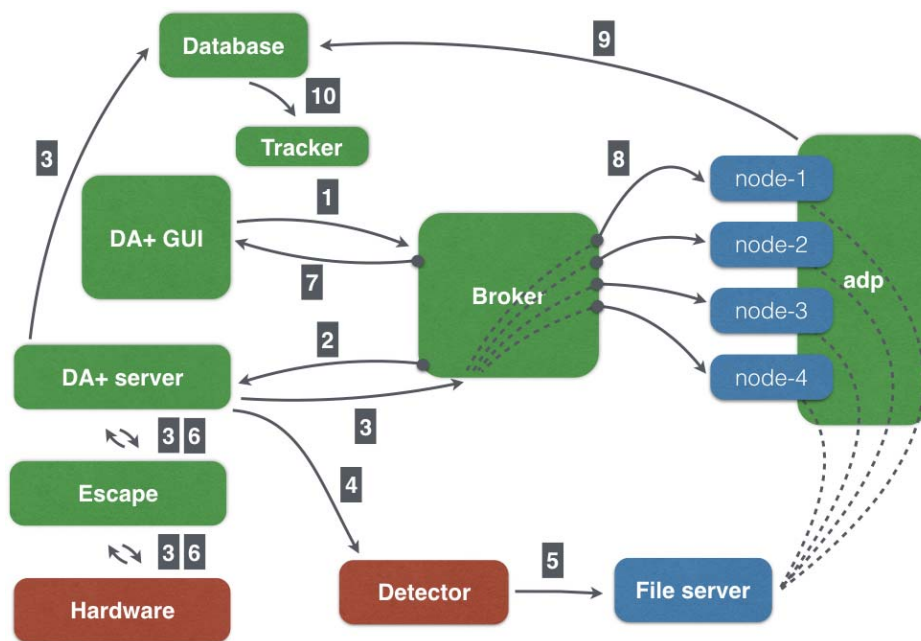 Database
9
10
Tracker
3
8
node-1
1
DA+ GUI
node-2
adp
Broker
7
node-3
2
DA+ server
node-4
3
3 6
4
Escape
3 6
5
Detector
File server
Hardware